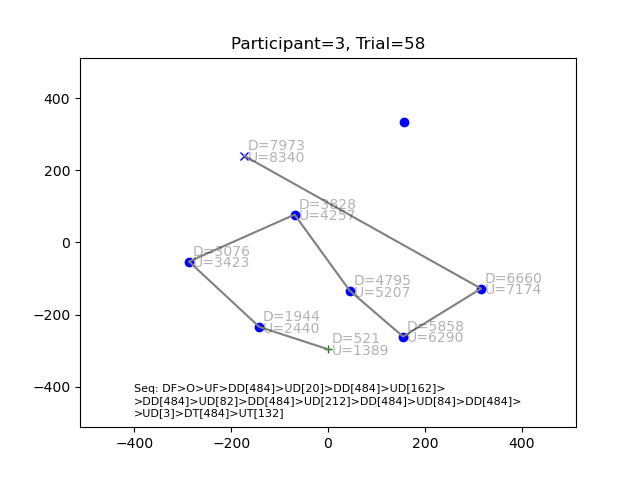 Participant=3, Trial=58
400
200
0
−200
−400
−400
−200
0
200
400
D=7973
U=8340
D=3828
U=4257
D=3076
U=3423
D=4795
U=5207
D=6660
U=7174
D=1944
U=2440
D=5858
U=6290
D=521
U=1389
Seq: DF>O>UF>DD[484]>UD[20]>DD[484]>UD[162]>
>DD[484]>UD[82]>DD[484]>UD[212]>DD[484]>UD[84]>DD[484]>
>UD[3]>DT[484]>UT[132]